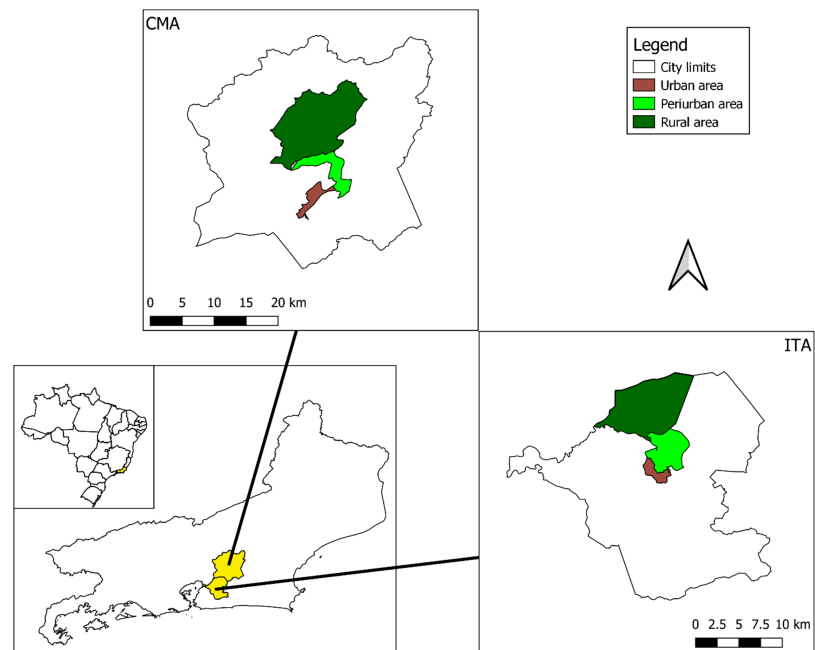 CMA
Legend
City limits
Urban area
Periurban area
Rural area
0 5 10 15 20 km
ITA
0 2.5 5 7.5 10 km